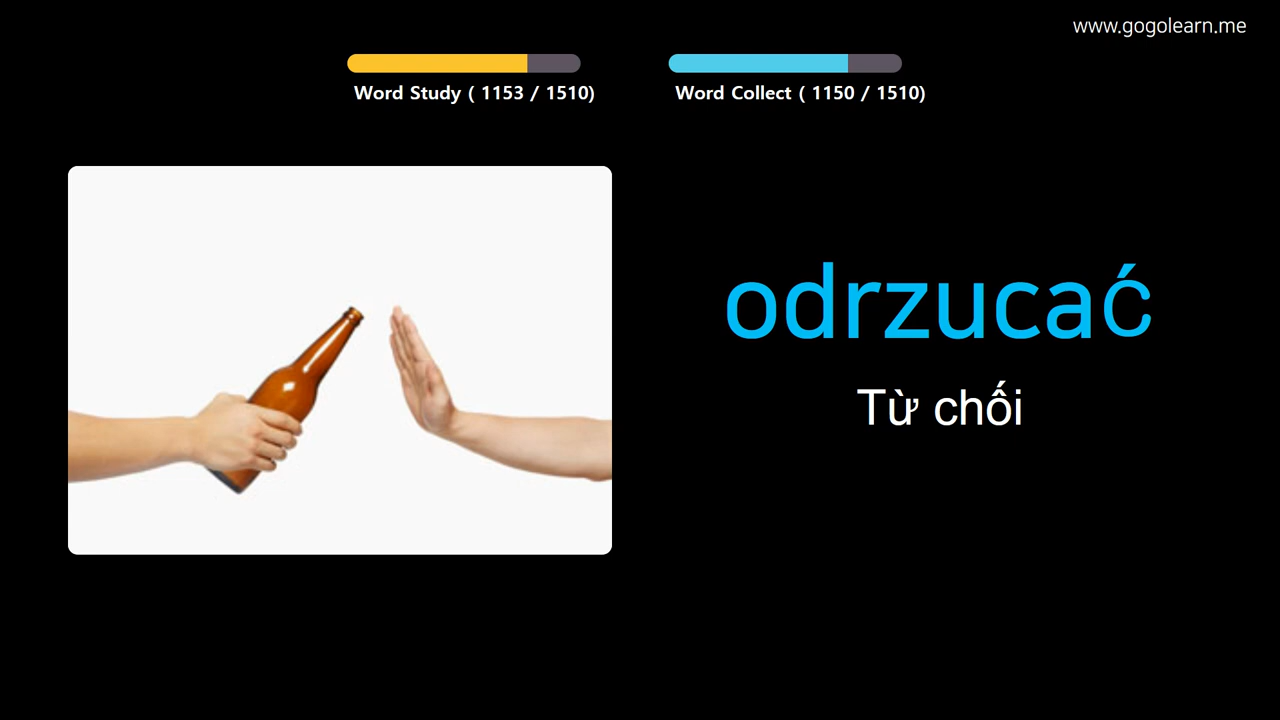 www.gogolearn.me
Word Study ( 1153 / 1510)
Word Collect ( 1150 / 1510)
odrzucać
Từ chối